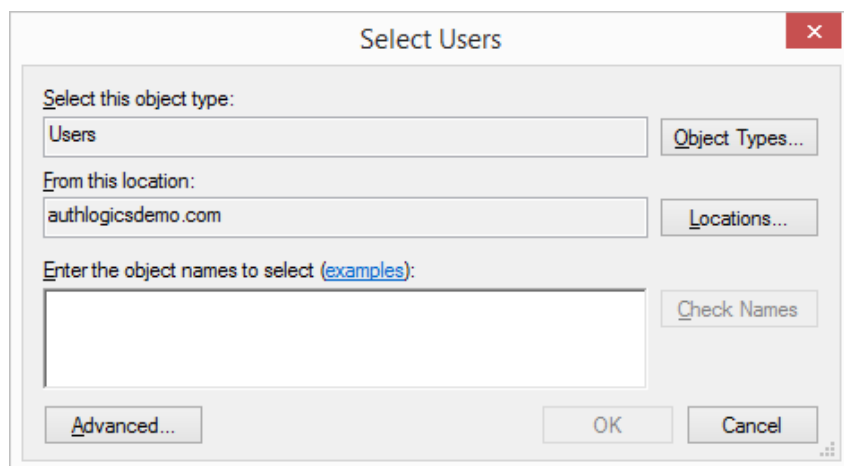 Select Users
Select this object type:
Users
Object Types...
From this location:
authlogicsdemo.com
Locations...
Enter the object names to select (examples):
Check Names
Advanced...
OK
Cancel